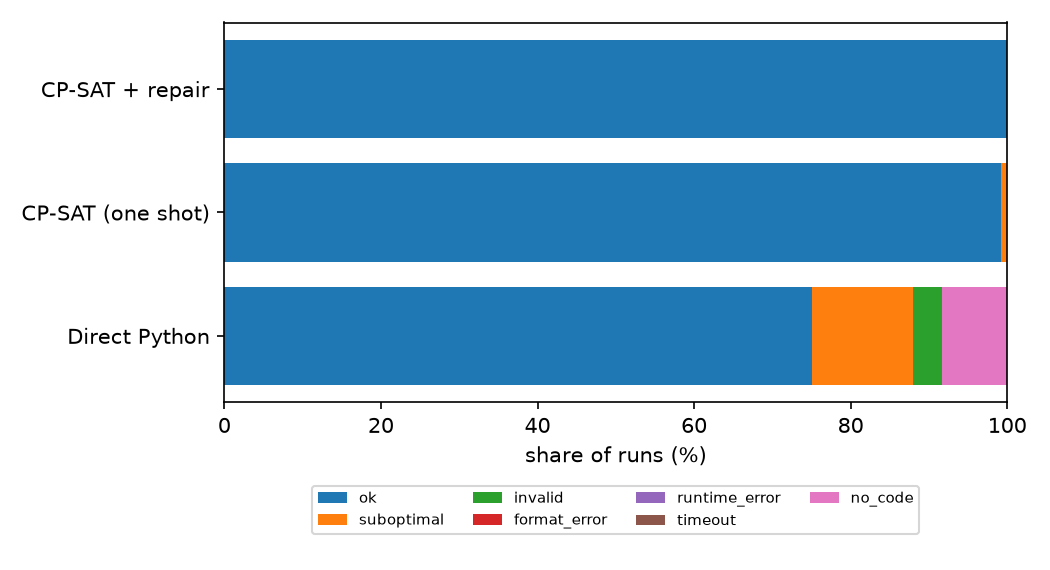 CP-SAT + repair
CP-SAT (one shot)
Direct Python
0 20 40 60 80 100
share of runs (%)
ok invalid runtime_error no_code
suboptimal format_error timeout